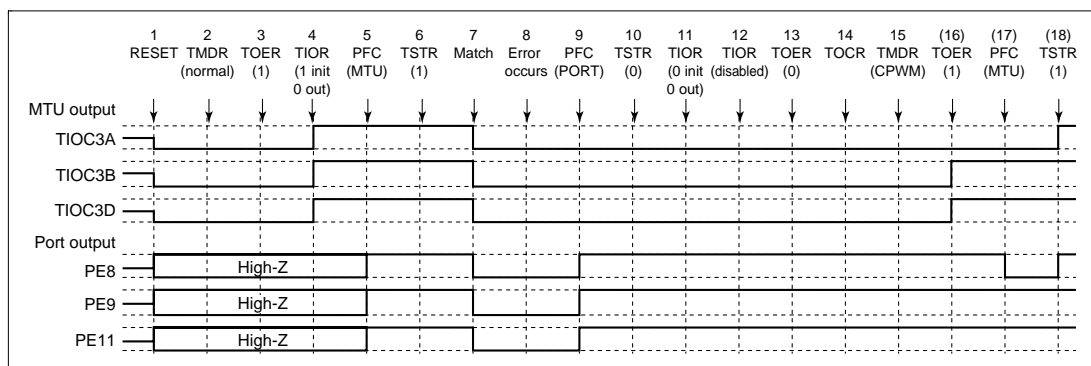 1 2 3 4 5 6 7 8 9 10 11 12 13 14 15 (16) (17) (18)
RESET TMDR TOER TIOR PFC TSTR Match Error PFC TSTR TIOR TIOR TOER TOCR TMDR TOER PFC TSTR
(normal) (1) (1 init (MTU) (1) occurs (PORT) (0) (0 init (disabled) (0) (CPWM) (1) (MTU) (1)
0 out) 0 out)
MTU output
TIOC3A
TIOC3B
TIOC3D
Port output
PE8 High-Z
PE9 High-Z
PE11 High-Z